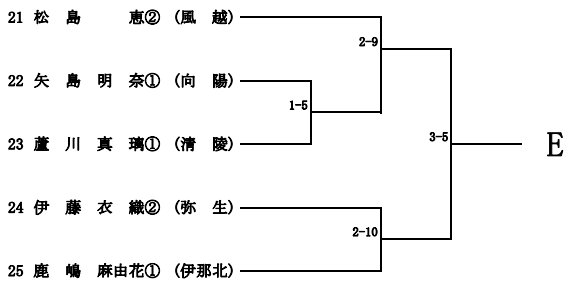 21 松島 恵② (風越)
2-9
22 矢島明奈① (向陽)
1-5
23 蘆川真璃① (清陵)
3-5
E
24 伊藤衣織② (弥生)
2-10
25 鹿嶋麻由花① (伊那北)